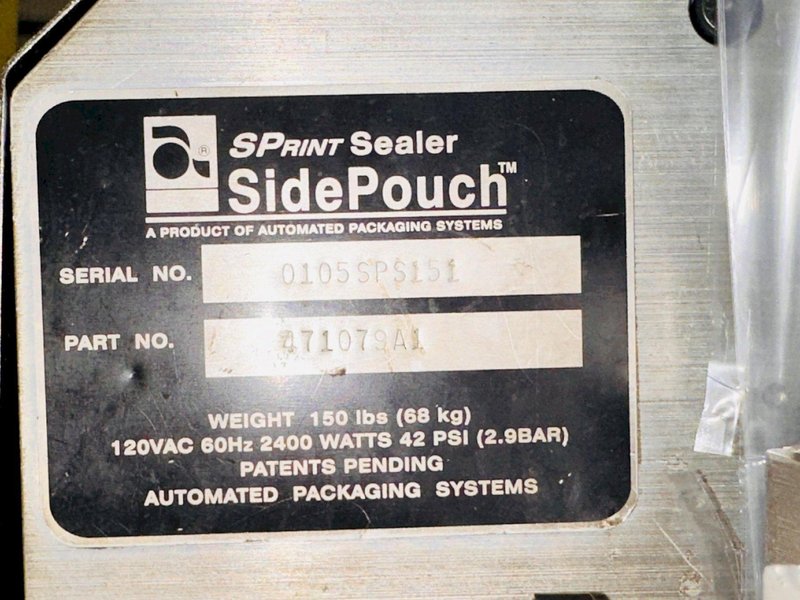 a ® SPRINT Sealer
SidePouch™
A PRODUCT OF AUTOMATED PACKAGING SYSTEMS
SERIAL NO. 0105SPS151
PART NO. 471079A1
WEIGHT 150 lbs (68 kg)
120VAC 60Hz 2400 WATTS 42 PSI (2.9BAR)
PATENTS PENDING
AUTOMATED PACKAGING SYSTEMS